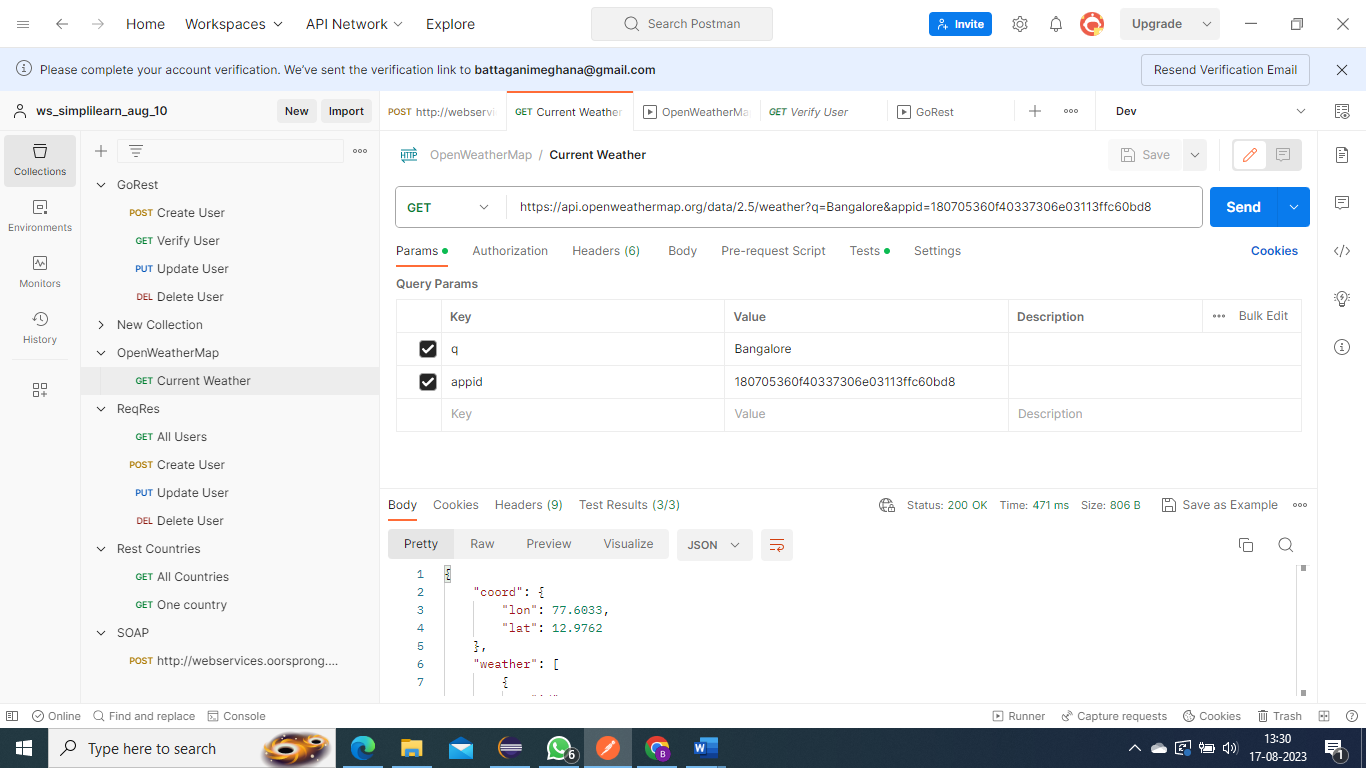 Home Workspaces API Network Explore Search Postman Invite Upgrade
Please complete your account verification. We've sent the verification link to battaganimeghana@gmail.com Resend Verification Email
ws_simplilearn_aug_10 New Import
POST http://webservi GET Current Weather OpenWeatherMa GET Verify User GoRest Dev
Collections
Environments
Monitors
History
GoRest
POST Create User
GET Verify User
PUT Update User
DEL Delete User
New Collection
OpenWeatherMap
GET Current Weather
ReqRes
GET All Users
POST Create User
PUT Update User
DEL Delete User
Rest Countries
GET All Countries
GET One country
SOAP
POST http://webservices.oorsprong....
HTTP OpenWeatherMap / Current Weather Save
GET https://api.openweathermap.org/data/2.5/weather?q=Bangalore&appid=180705360f40337306e03113ffc60bd8 Send
Params Authorization Headers (6) Body Pre-request Script Tests Settings Cookies
Query Params
Key Value Description Bulk Edit
q Bangalore
appid 180705360f40337306e03113ffc60bd8
Key Value Description
Body Cookies Headers (9) Test Results (3/3) Status: 200 OK Time: 471 ms Size: 806 B Save as Example
Pretty Raw Preview Visualize JSON
1 {
2 "coord": {
3 "lon": 77.6033,
4 "lat": 12.9762
5 },
6 "weather": [
7 {
Online Find and replace Console Runner Capture requests Cookies Trash
Type here to search 6 B 13:30
17-08-2023 1